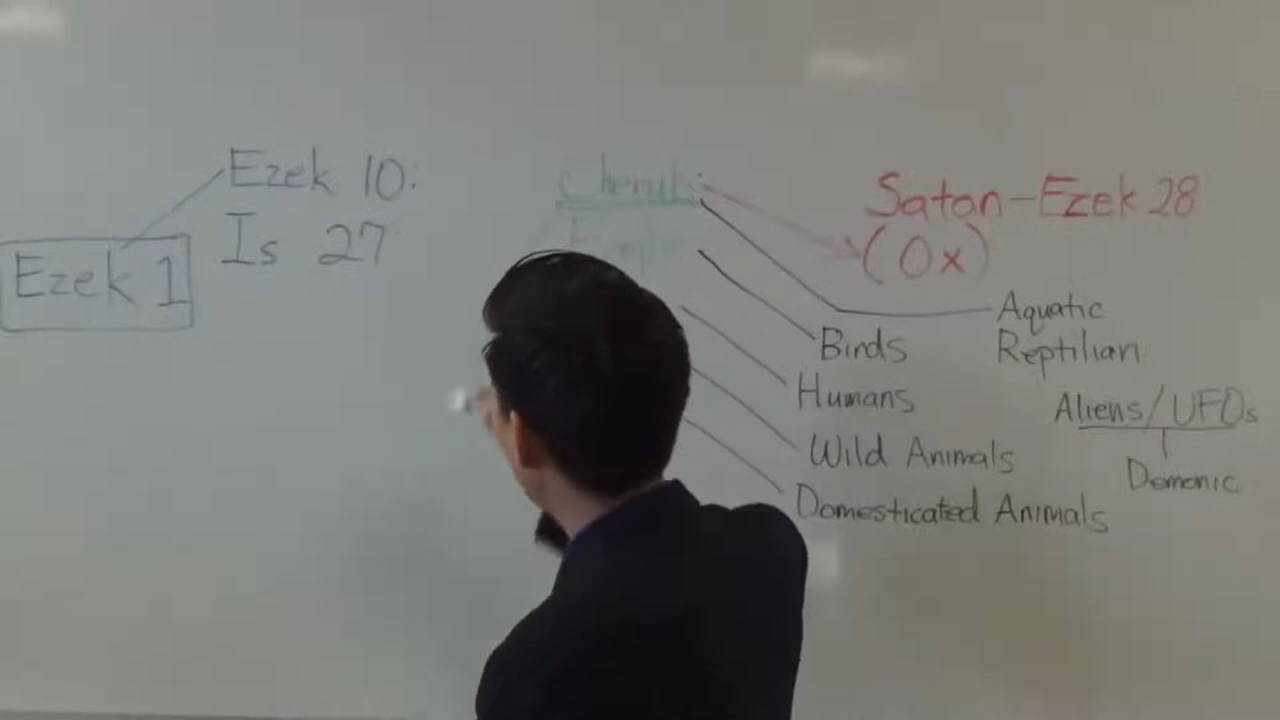 Ezek 10:
Is 27
Ezek 1
Cherub
Satan-Ezek 28
(Ox)
Aquatic
Reptilian
Birds
Humans
Wild Animals
Domesticated Animals
Aliens/UFOs
Demonic